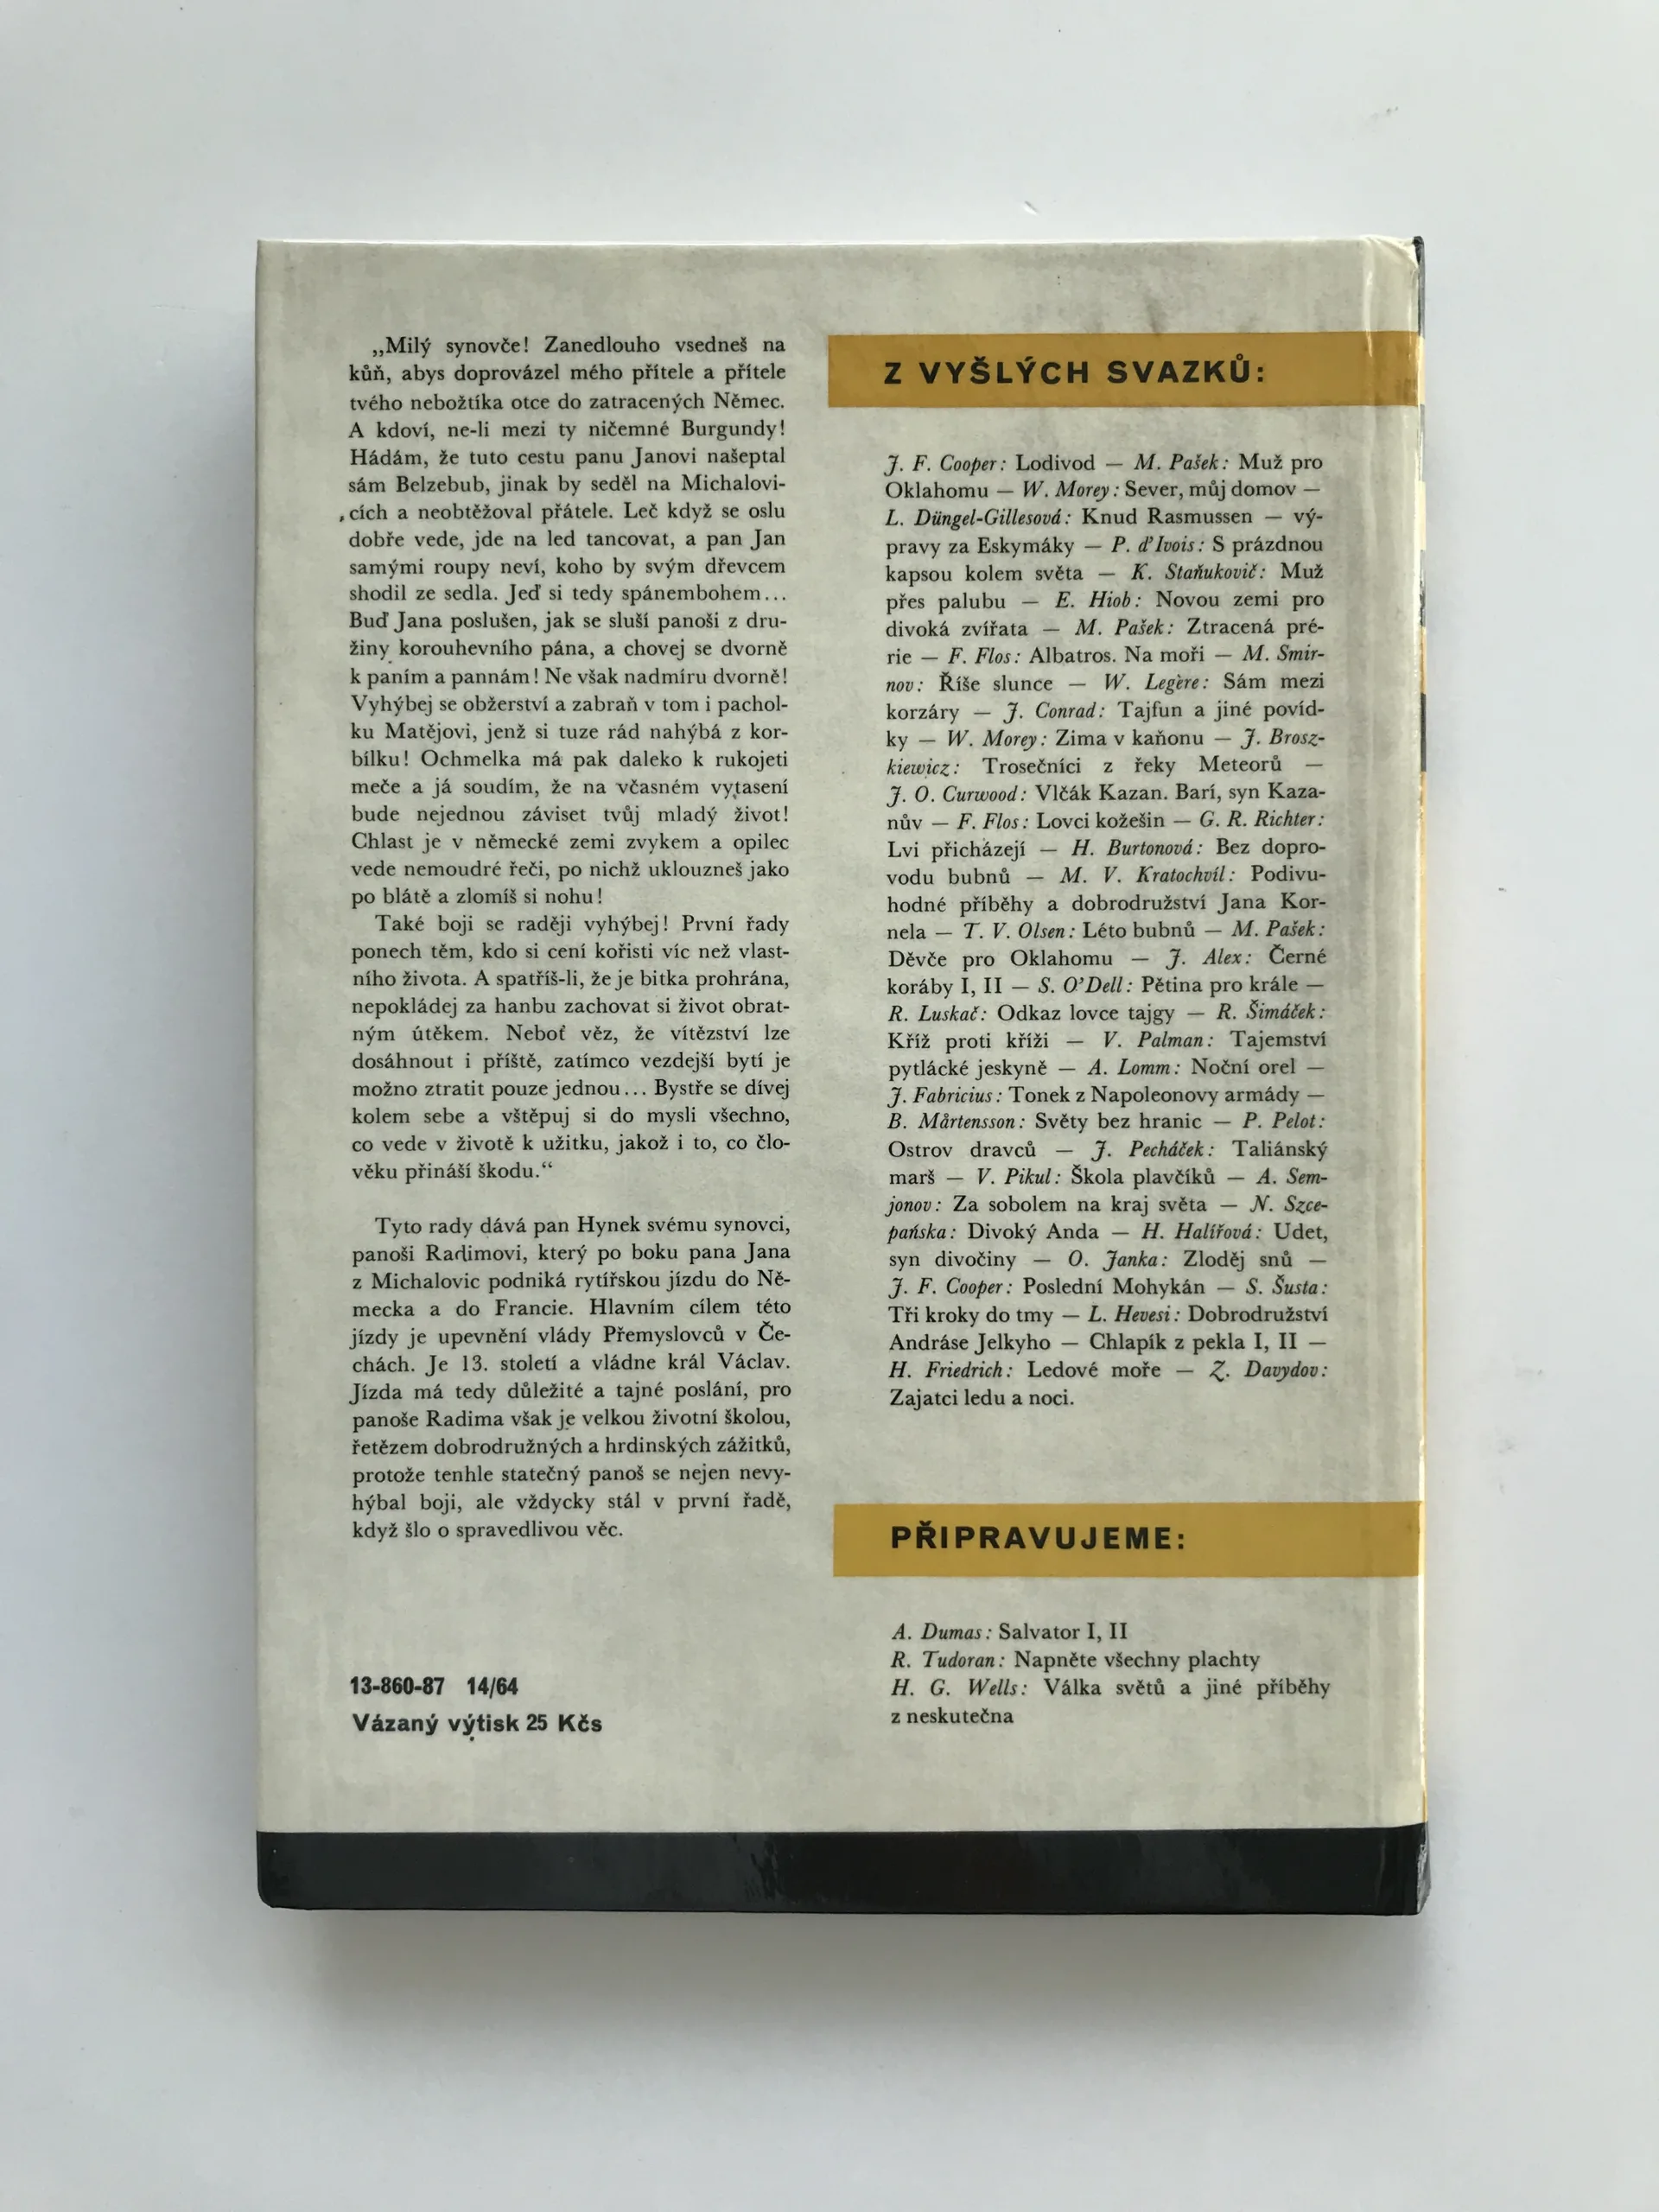 „Milý synovče! Zanedlouho vsedneš na
kůň, abys doprovázel mého přítele a přítele
tvého nebožtíka otce do zatracených Němec.
A kdoví, ne-li mezi ty ničemné Burgundy!
Hádám, že tuto cestu panu Janovi našeptal
sám Belzebub, jinak by seděl na Michalovi-
cích a neobtěžoval přátele. Leč když se oslu
dobře vede, jde na led tancovat, a pan Jan
samými roupy neví, koho by svým dřevcem
shodil ze sedla. Jeď si tedy spánembohem...
Buď Jana poslušen, jak se sluší panoši z dru-
žiny korouhevního pána, a chovej se dvorně
k paním a pannám! Ne však nadmíru dvorně!
Vyhýbej se obžerství a zabraň v tom i pachol-
ku Matějovi, jenž si tuze rád nahýbá z kor-
bílku! Ochmelka má pak daleko k rukojeti
meče a já soudím, že na včasném vytasení
bude nejednou záviset tvůj mladý život!
Chlast je v německé zemi zvykem a opilec
vede nemoudré řeči, po nichž uklouzneš jako
po blátě a zlomíš si nohu!
Také boji se raději vyhýbej! První řady
ponech těm, kdo si cení kořisti víc než vlast-
ního života. A spatříš-li, že je bitka prohrána,
nepokládej za hanbu zachovat si život obrat-
ným útěkem. Neboť věz, že vítězství lze
dosáhnout i příště, zatímco vezdejší bytí je
možno ztratit pouze jednou... Bystře se dívej
kolem sebe a vštěpuj si do mysli všechno,
co vede v životě k užitku, jakož i to, co člo-
věku přináší škodu.“
Tyto rady dává pan Hynek svému synovci,
panoši Radimovi, který po boku pana Jana
z Michalovic podniká rytířskou jízdu do Ně-
mecka a do Francie. Hlavním cílem této
jízdy je upevnění vlády Přemyslovců v Če-
chách. Je 13. století a vládne král Václav.
Jízda má tedy důležité a tajné poslání, pro
panoše Radima však je velkou životní školou,
řetězem dobrodružných a hrdinských zážitků,
protože tenhle statečný panoš se nejen nevy-
hýbal boji, ale vždycky stál v první řadě,
když šlo o spravedlivou věc.
13-860-87 14/64
Vázaný výtisk 25 Kčs
Z VYŠLÝCH SVAZKŮ:
J. F. Cooper: Lodivod — M. Pašek: Muž pro
Oklahomu — W. Morey: Sever, můj domov —
L. Düngel-Gillesová: Knud Rasmussen — vý-
pravy za Eskymáky — P. ď Ivois: S prázdnou
kapsou kolem světa — K. Staňukovič: Muž
přes palubu — E. Hiob: Novou zemi pro
divoká zvířata — M. Pašek: Ztracená pré-
rie — F. Flos: Albatros. Na moři — M. Smir-
nov: Říše slunce — W. Legère: Sám mezi
korzáry — J. Conrad: Tajfun a jiné povíd-
ky — W. Morey: Zima v kaňonu — J. Brosz-
kiewicz: Trosečníci z řeky Meteorů —
J. O. Curwood: Vlčák Kazan. Barí, syn Kaza-
nův — F. Flos: Lovci kožešin — G. R. Richter:
Lvi přicházejí — H. Burtonová: Bez dopro-
vodu bubnů — M. V. Kratochvíl: Podivu-
hodné příběhy a dobrodružství Jana Kor-
nela — T. V. Olsen: Léto bubnů — M. Pašek:
Děvče pro Oklahomu — J. Alex: Černé
koráby I, II — S. O’Dell: Pětina pro krále —
R. Luskač: Odkaz lovce tajgy — R. Šimáček:
Kříž proti kříži — V. Palman: Tajemství
pytlácké jeskyně — A. Lomm: Noční orel —
J. Fabricius: Tonek z Napoleonovy armády —
B. Mårtensson: Světy bez hranic — P. Pelot:
Ostrov dravců — J. Pecháček: Taliánský
marš — V. Pikul: Škola plavčíků — A. Sem-
jonov: Za sobolem na kraj světa — N. Szce-
pańska: Divoký Anda — H. Halířová: Udet,
syn divočiny — O. Janka: Zloděj snů —
J. F. Cooper: Poslední Mohykán — S. Šusta:
Tři kroky do tmy — L. Hevesi: Dobrodružství
Andráse Jelkyho — Chlapík z pekla I, II —
H. Friedrich: Ledové moře — Z. Davydov:
Zajatci ledu a noci.
PŘIPRAVUJEME:
A. Dumas: Salvator I, II
R. Tudoran: Napněte všechny plachty
H. G. Wells: Válka světů a jiné příběhy
z neskutečna